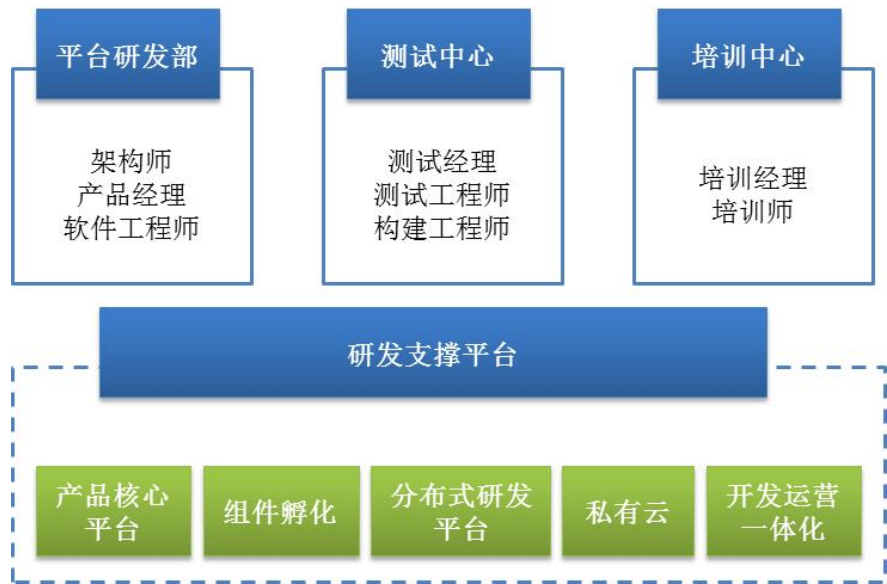 平台研发部
测试中心
培训中心
架构师
产品经理
软件工程师
测试经理
测试工程师
构建工程师
培训经理
培训师
研发支撑平台
产品核心
平台
组件孵化
分布式研发
平台
私有云
开发运营
一体化